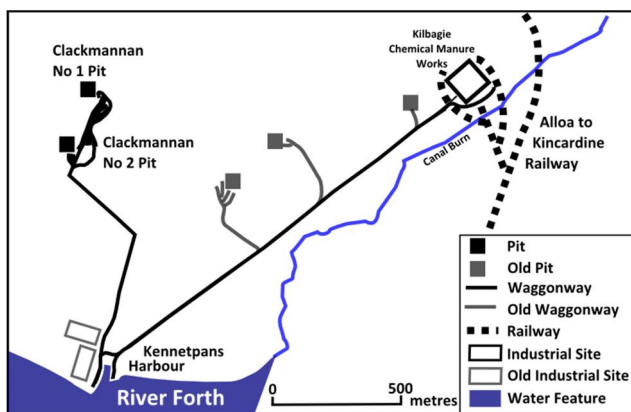 Clackmannan
No 1 Pit
Clackmannan
No 2 Pit
Kilbagie
Chemical Manure
Works
Alloa to
Kincardine
Railway
Canal Burn
Kennetpans
Harbour
River Forth
0 500
metres
Pit
Old Pit
Waggonway
Old Waggonway
Railway
Industrial Site
Old Industrial Site
Water Feature